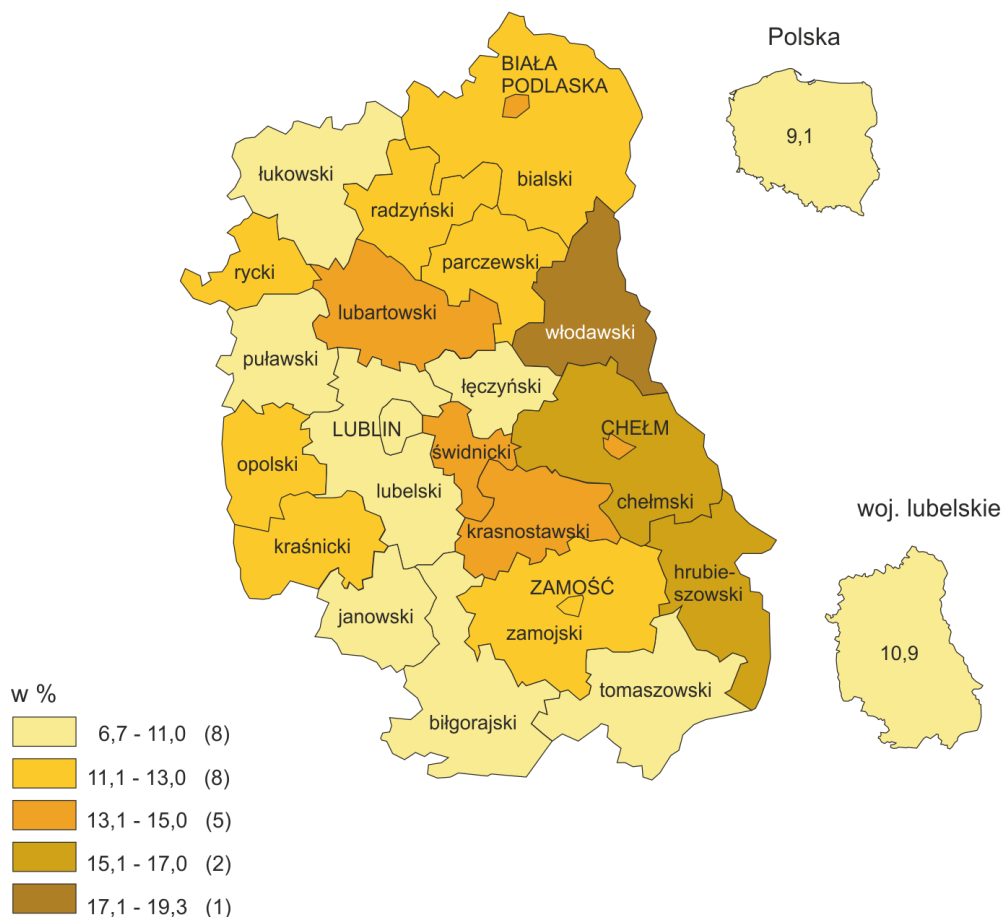 Polska
9,1
BIAŁA
PODLASKA
łukowski
bialski
radzyński
parczewski
rycki
lubartowski
włodawski
puławski
łęczyński
LUBLIN
CHEŁM
świdnicki
opolski
lubelski
chełmski
woj. lubelskie
krasnostawski
kraśnicki
hrubie-
szowski
ZAMOŚĆ
janowski
zamojski
10,9
tomaszowski
biłgorajski
w %
6,7 - 11,0 (8)
11,1 - 13,0 (8)
13,1 - 15,0 (5)
15,1 - 17,0 (2)
17,1 - 19,3 (1)